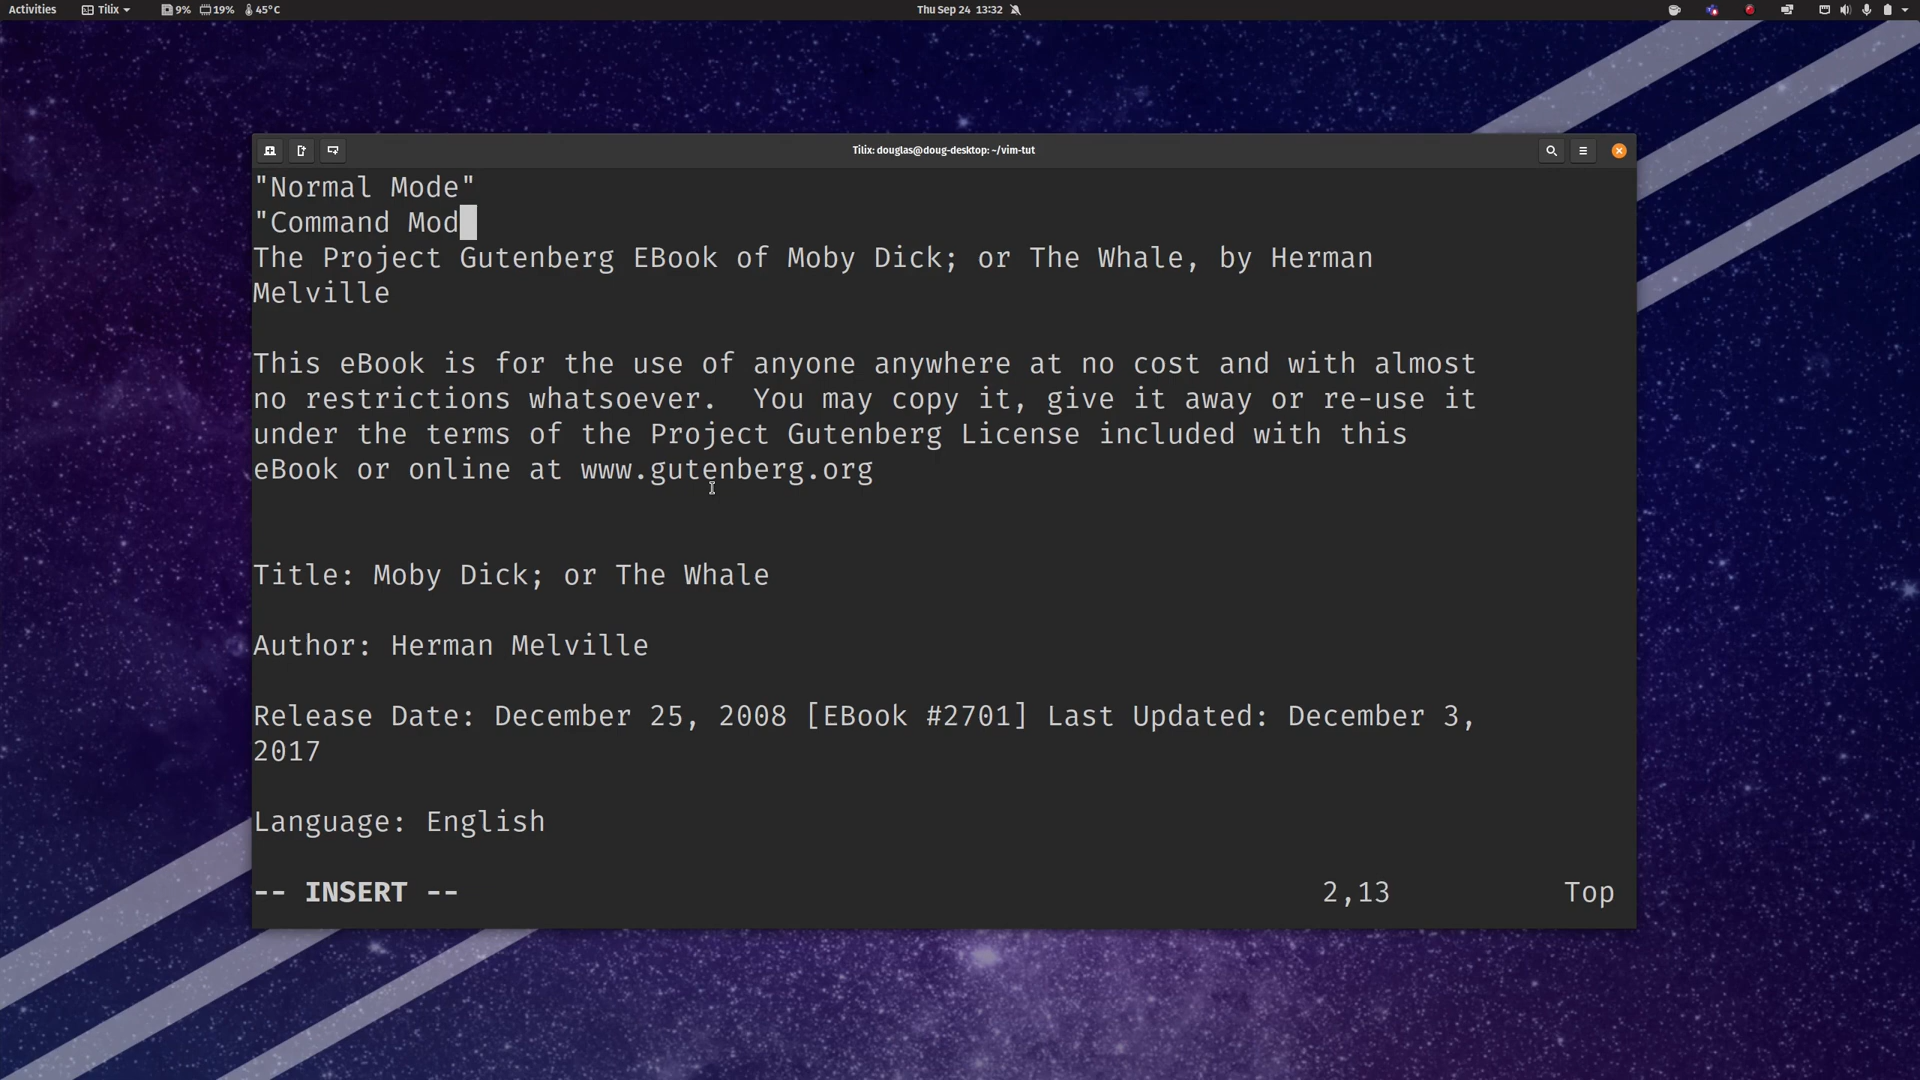 Activities Tilix 9% 19% 45°C Thu Sep 24 13:32
Tilix: douglas@doug-desktop: ~/vim-tut
"Normal Mode"
"Command Mod
The Project Gutenberg EBook of Moby Dick; or The Whale, by Herman
Melville
This eBook is for the use of anyone anywhere at no cost and with almost
no restrictions whatsoever.  You may copy it, give it away or re-use it
under the terms of the Project Gutenberg License included with this
eBook or online at www.gutenberg.org
Title: Moby Dick; or The Whale
Author: Herman Melville
Release Date: December 25, 2008 [EBook #2701] Last Updated: December 3,
2017
Language: English
-- INSERT -- 2,13 Top